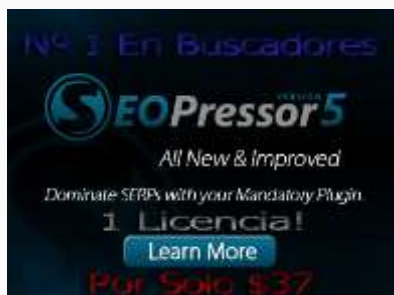 Nº 1 En Buscadores
VERSION
SEOPressor 5
All New & Improved
Dominate SERPs with your Mandatory Plugin.
1 Licencia!
Learn More
Por Solo $37